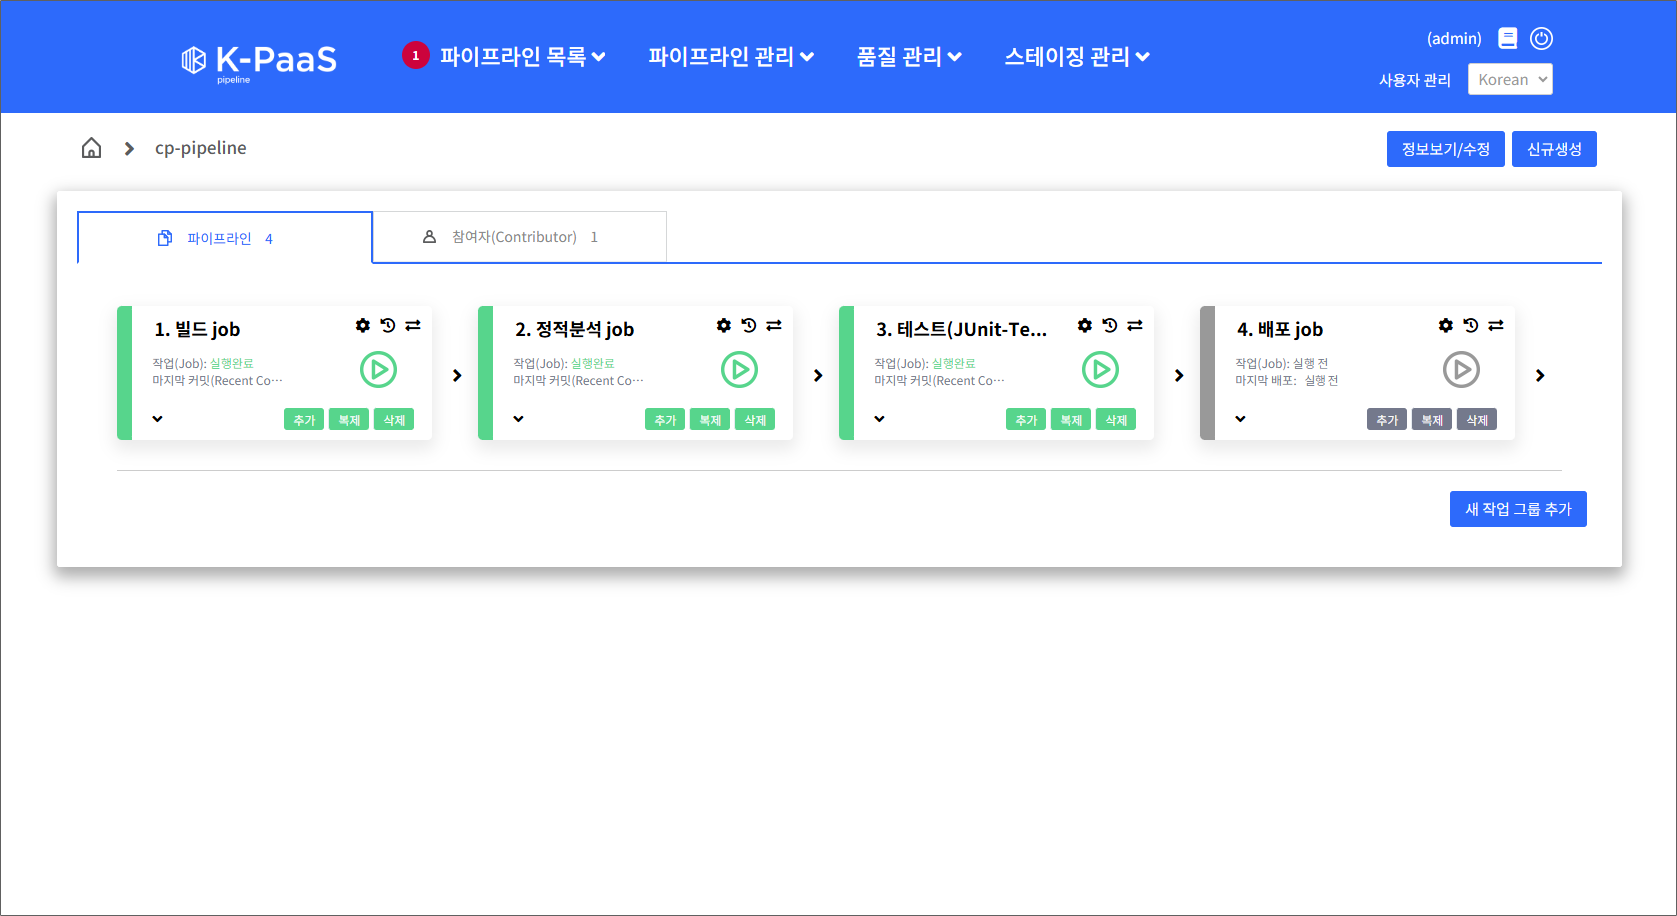 K-PaaS
pipeline
1
파이프라인 목록
파이프라인 관리
품질 관리
스테이징 관리
(admin)
사용자 관리
Korean
cp-pipeline
정보보기/수정
신규생성
파이프라인 4
참여자(Contributor) 1
1. 빌드 job
작업(Job): 실행완료
마지막 커밋(Recent Co…
추가 복제 삭제
2. 정적분석 job
작업(Job): 실행완료
마지막 커밋(Recent Co…
추가 복제 삭제
3. 테스트(JUnit-Te...
작업(Job): 실행완료
마지막 커밋(Recent Co…
추가 복제 삭제
4. 배포 job
작업(Job): 실행 전
마지막 배포: 실행 전
추가 복제 삭제
새 작업 그룹 추가